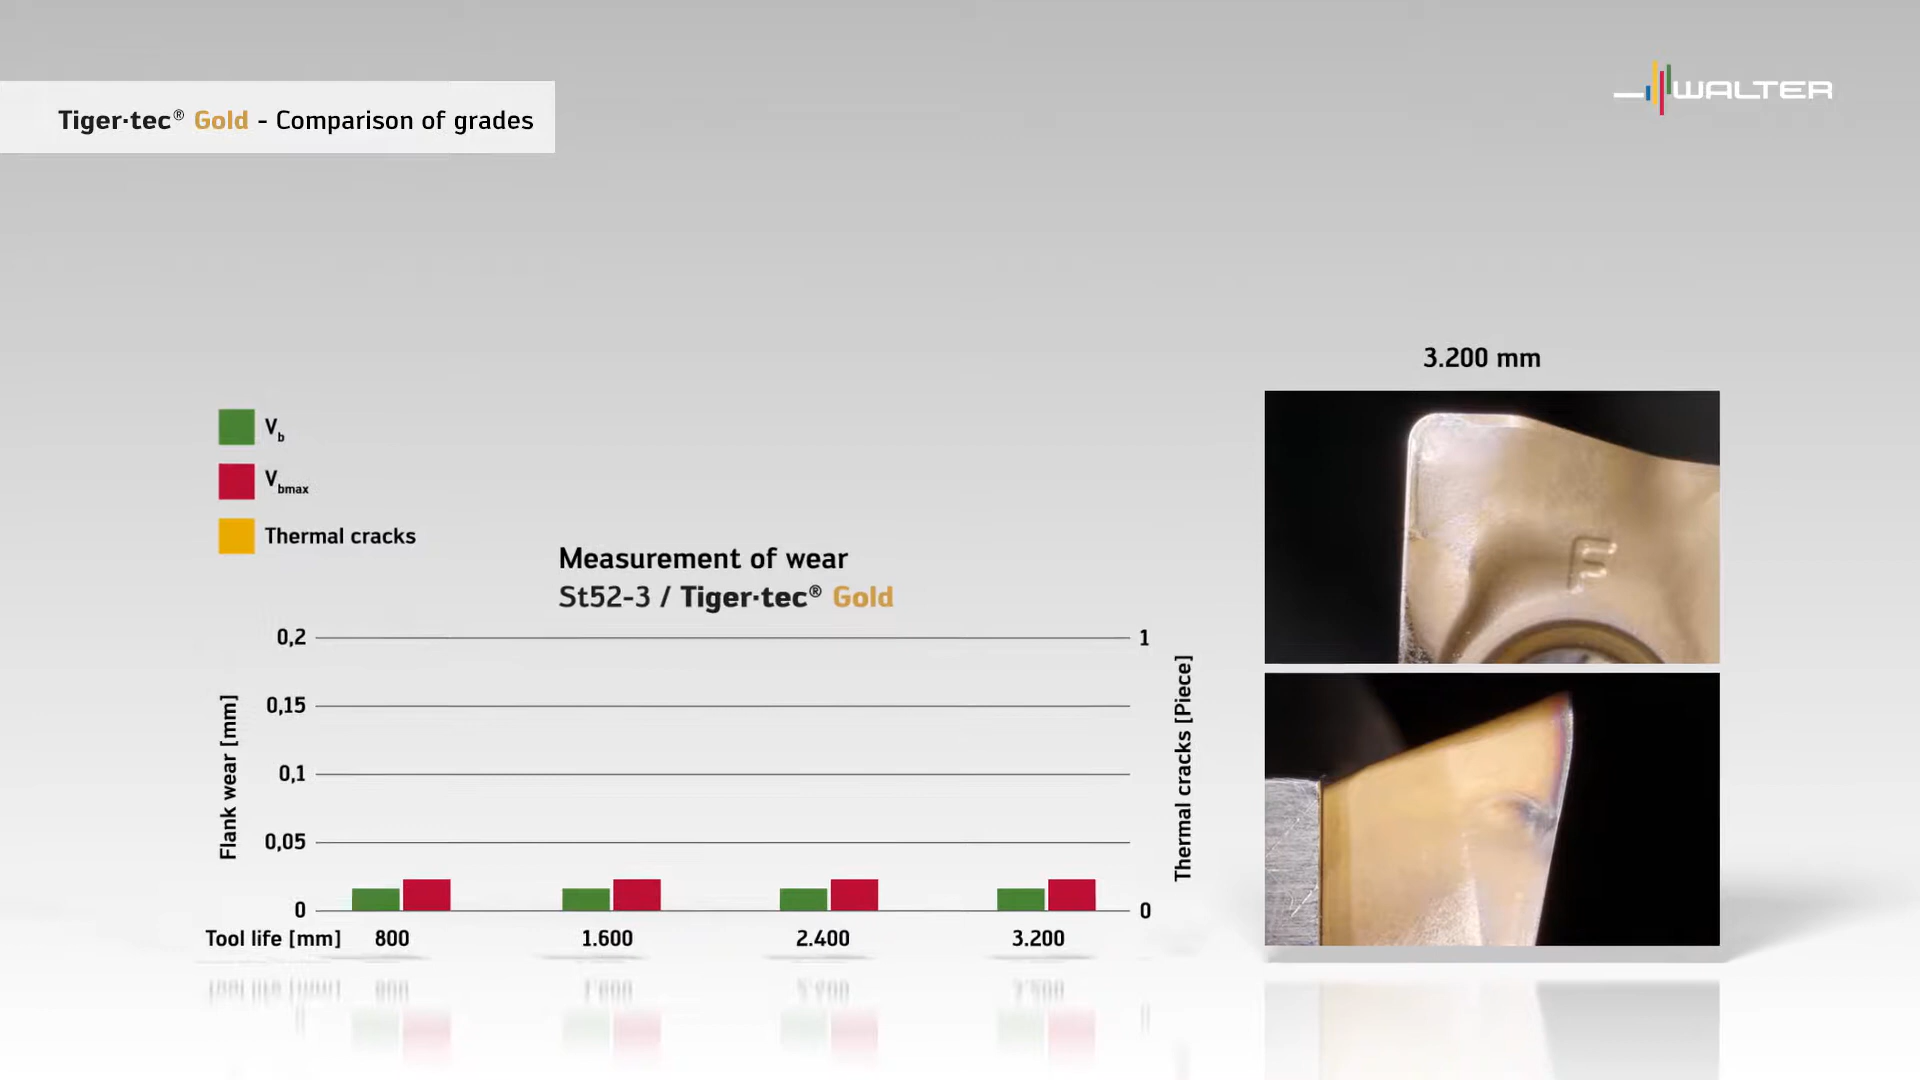 Tiger·tec® Gold - Comparison of grades
WALTER
3.200 mm
V_b
V_bmax
Thermal cracks
Measurement of wear
St52-3 / Tiger·tec® Gold
0,2
0,15
0,1
0,05
0
Flank wear [mm]
1
0
Thermal cracks [Piece]
Tool life [mm] 800 1.600 2.400 3.200
F